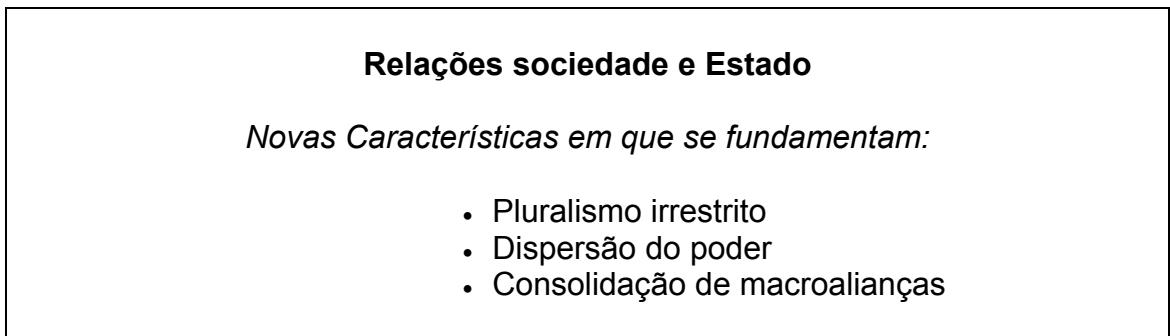 Relações sociedade e Estado
Novas Características em que se fundamentam:
• Pluralismo irrestrito
• Dispersão do poder
• Consolidação de macroalianças